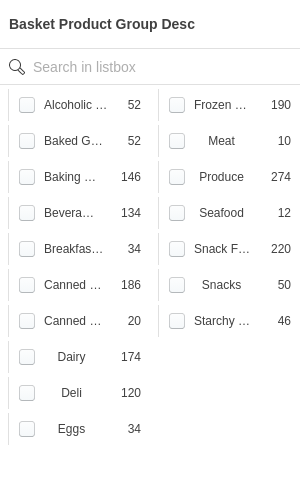 Basket Product Group Desc
Search in listbox
Alcoholic ... 52
Baked G... 52
Baking ... 146
Bevera... 134
Breakfas... 34
Canned ... 186
Canned ... 20
Dairy 174
Deli 120
Eggs 34
Frozen ... 190
Meat 10
Produce 274
Seafood 12
Snack F... 220
Snacks 50
Starchy ... 46